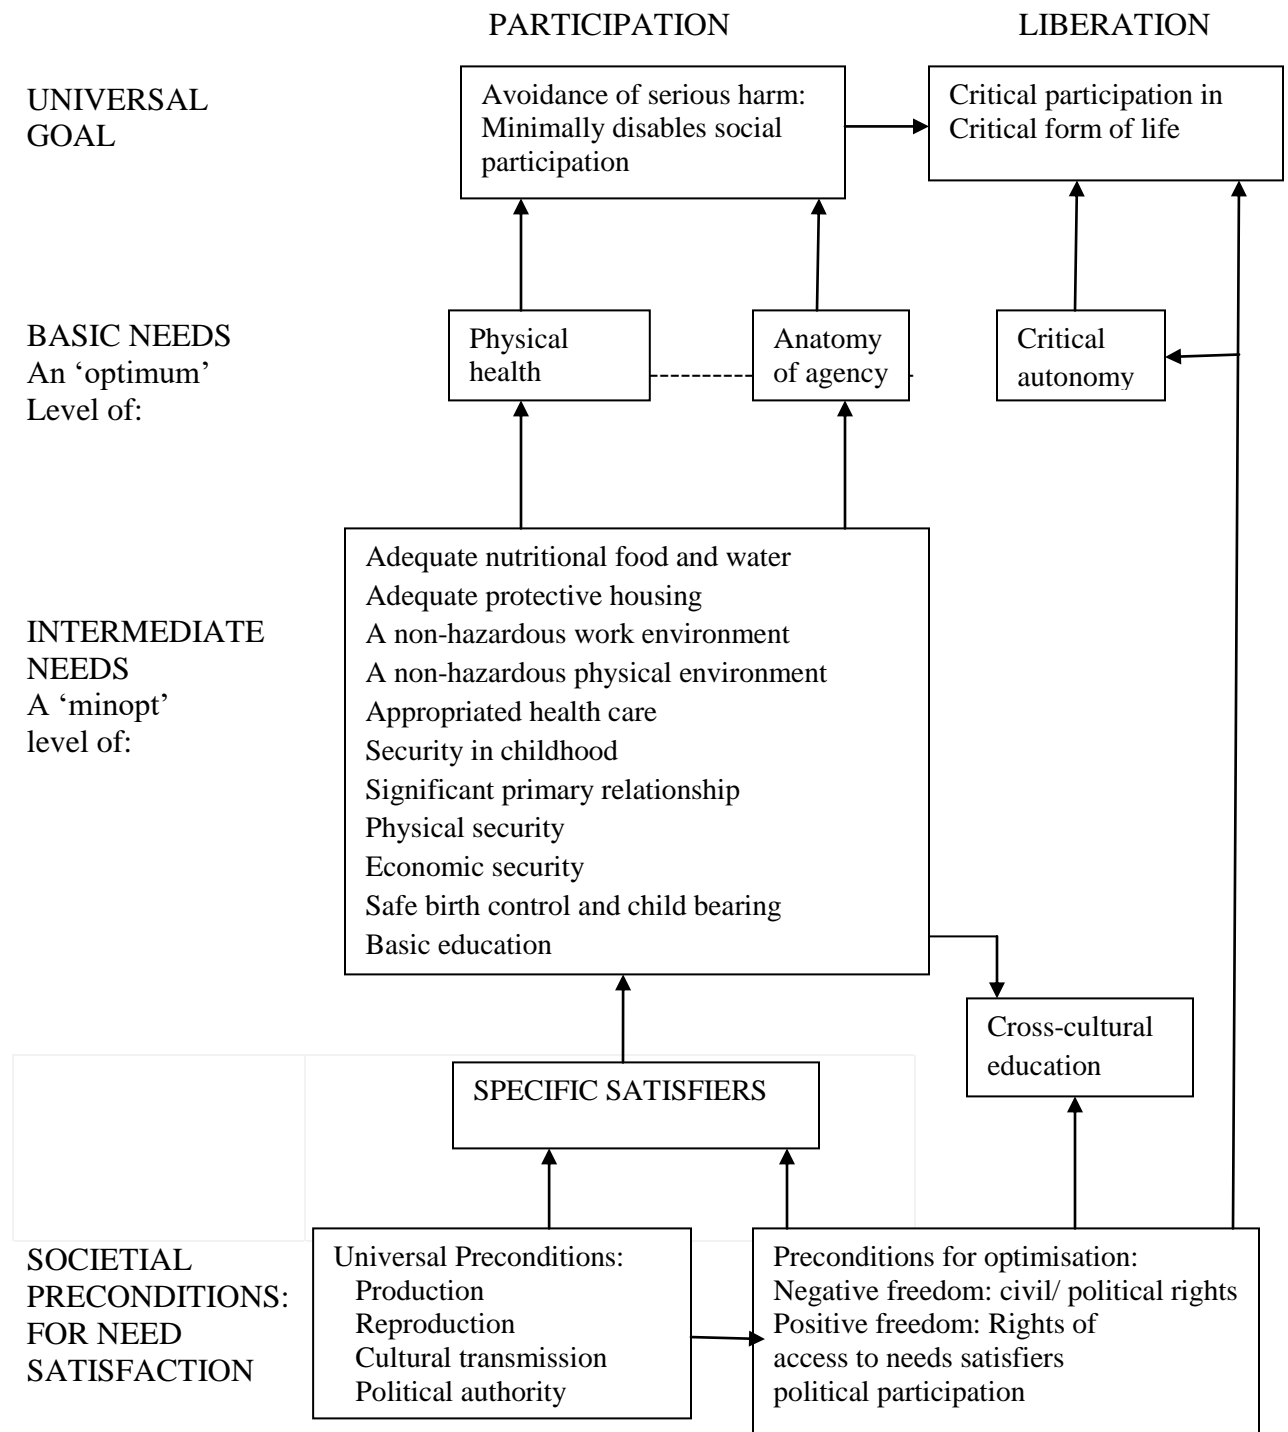 PARTICIPATION
LIBERATION
UNIVERSAL
GOAL
Avoidance of serious harm:
Minimally disables social
participation
Critical participation in
Critical form of life
BASIC NEEDS
An ‘optimum’
Level of:
Physical
health
Anatomy
of agency
Critical
autonomy
INTERMEDIATE
NEEDS
A ‘minopt’
level of:
Adequate nutritional food and water
Adequate protective housing
A non-hazardous work environment
A non-hazardous physical environment
Appropriated health care
Security in childhood
Significant primary relationship
Physical security
Economic security
Safe birth control and child bearing
Basic education
Cross-cultural
education
SPECIFIC SATISFIERS
SOCIETIAL
PRECONDITIONS:
FOR NEED
SATISFACTION
Universal Preconditions:
Production
Reproduction
Cultural transmission
Political authority
Preconditions for optimisation:
Negative freedom: civil/ political rights
Positive freedom: Rights of
access to needs satisfiers
political participation